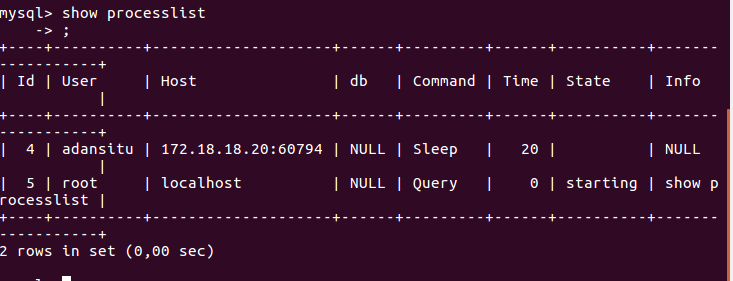 mysql> show processlist
    -> ;
+----+----------+--------------------+------+---------+------+----------+-------
-----------+
| Id | User     | Host               | db   | Command | Time | State    | Info
           |
+----+----------+--------------------+------+---------+------+----------+-------
-----------+
|  4 | adansitu | 172.18.18.20:60794 | NULL | Sleep   |   20 |          | NULL
           |
|  5 | root     | localhost          | NULL | Query   |    0 | starting | show p
rocesslist |
+----+----------+--------------------+------+---------+------+----------+-------
-----------+
2 rows in set (0,00 sec)